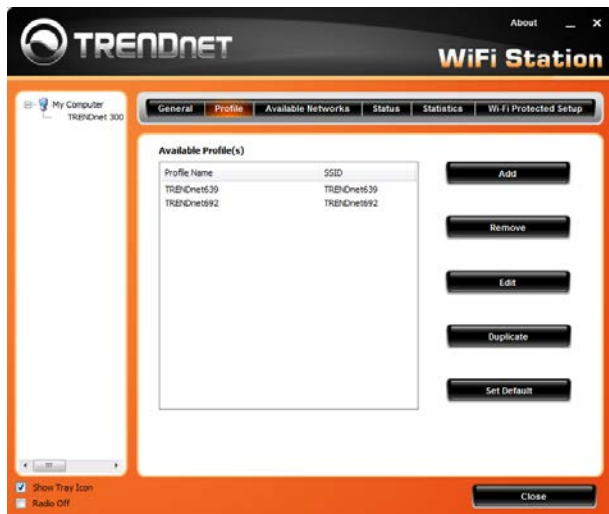 About
TRENDNET
WiFi Station
My Computer
TRENDnet 300
General Profile Available Networks Status Statistics Wi-Fi Protected Setup
Available Profile(s)
Profile Name SSID
TRENDnet639 TRENDnet639
TRENDnet692 TRENDnet692
Add
Remove
Edit
Duplicate
Set Default
Show Tray Icon
Radio Off
Close